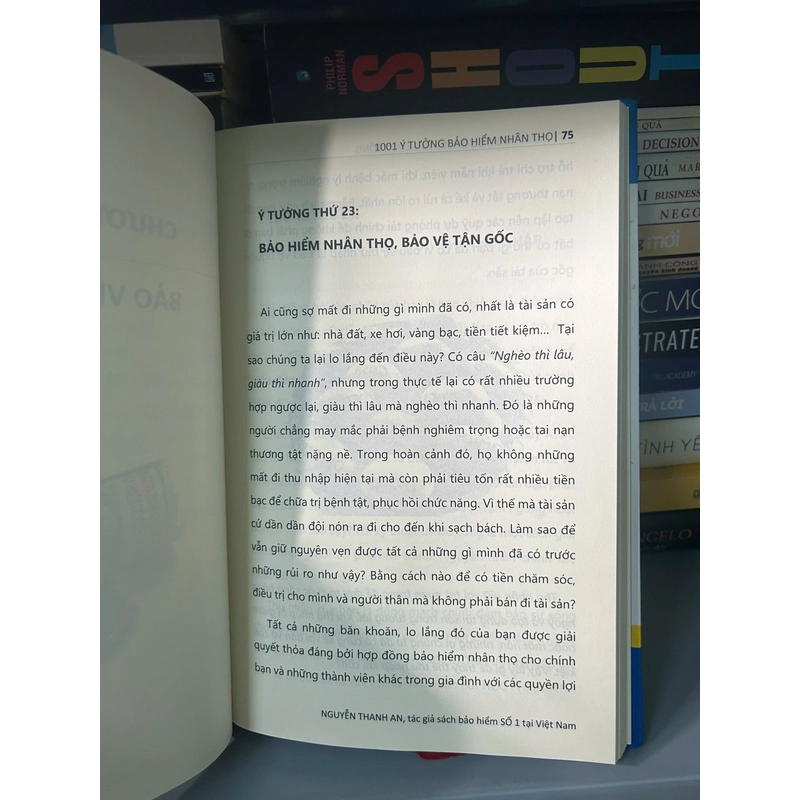 PHILIP
NORMAN
SHOUT
1001 Ý TƯỞNG BẢO HIỂM NHÂN THỌ| 75
Ý TƯỞNG THỨ 23:
BẢO HIỂM NHÂN THỌ, BẢO VỆ TẬN GỐC
Ai cũng sợ mất đi những gì mình đã có, nhất là tài sản có
giá trị lớn như: nhà đất, xe hơi, vàng bạc, tiền tiết kiệm... Tại
sao chúng ta lại lo lắng đến điều này? Có câu "Nghèo thì lâu,
giàu thì nhanh", nhưng trong thực tế lại có rất nhiều trường
hợp ngược lại, giàu thì lâu mà nghèo thì nhanh. Đó là những
người chẳng may mắc phải bệnh nghiêm trọng hoặc tai nạn
thương tật nặng nề. Trong hoàn cảnh đó, họ không những
mất đi thu nhập hiện tại mà còn phải tiêu tốn rất nhiều tiền
bạc để chữa trị bệnh tật, phục hồi chức năng. Vì thế mà tài sản
cứ dần dần đội nón ra đi cho đến khi sạch bách. Làm sao để
vẫn giữ nguyên vẹn được tất cả những gì mình đã có trước
những rủi ro như vậy? Bằng cách nào để có tiền chăm sóc,
điều trị cho mình và người thân mà không phải bán đi tài sản?
Tất cả những băn khoăn, lo lắng đó của bạn được giải
quyết thỏa đáng bởi hợp đồng bảo hiểm nhân thọ cho chính
bạn và những thành viên khác trong gia đình với các quyền lợi
NGUYỄN THANH AN, tác giả sách bảo hiểm SỐ 1 tại Việt Nam
QUẢ
DECISION
QUẢ MAR
BUSINESS
NEGO
MỚI
C MO
TRATE
ACADEMY
TRẢ LỜI
TÌNH YÊ
NGELO